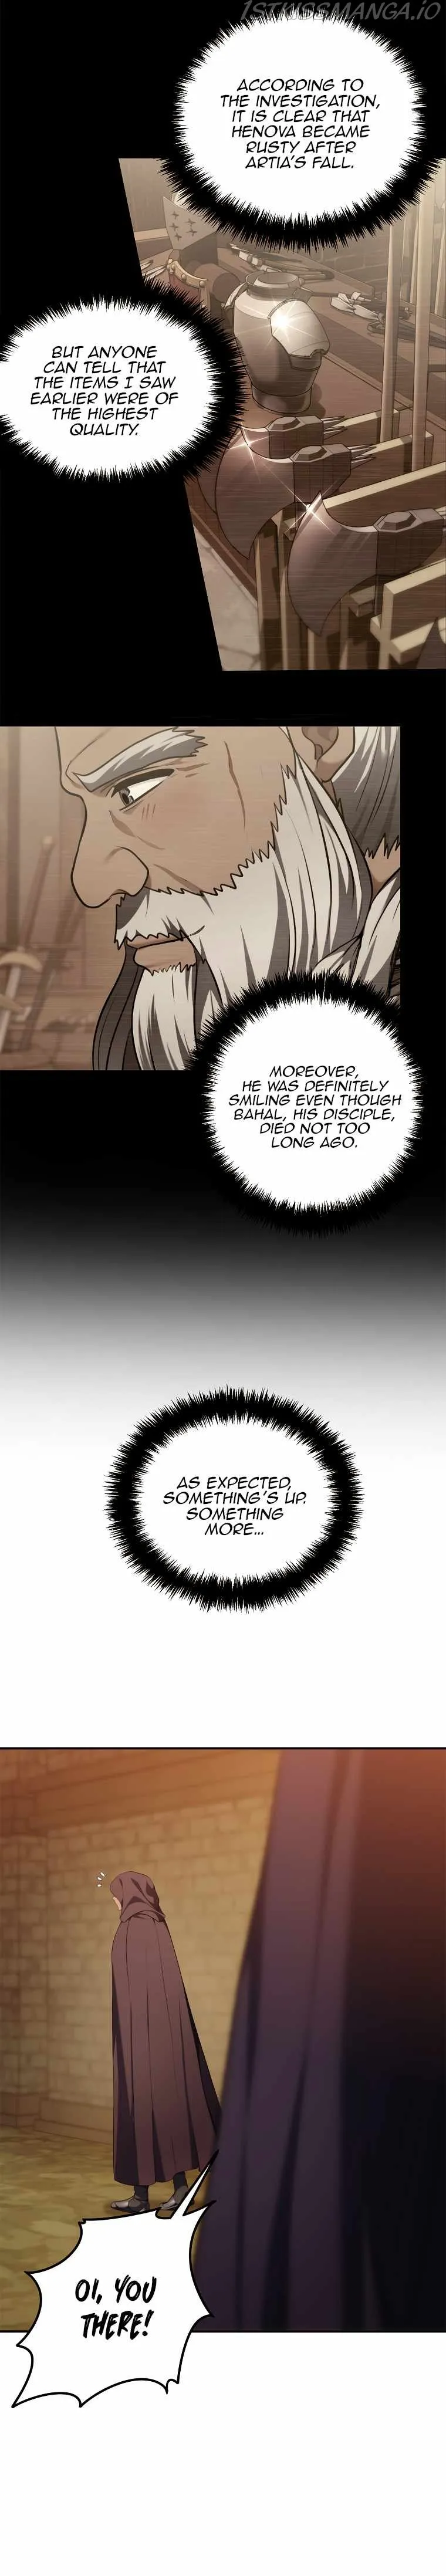 1STKISSMANGA.IO
ACCORDING TO
THE INVESTIGATION,
IT IS CLEAR THAT
HENOVA BECAME
RUSTY AFTER
ARTIA'S FALL.
BUT ANYONE
CAN TELL THAT
THE ITEMS I SAW
EARLIER WERE OF
THE HIGHEST
QUALITY.
MOREOVER,
HE WAS DEFINITELY
SMILING EVEN THOUGH
BAHAL, HIS DISCIPLE,
DIED NOT TOO
LONG AGO.
AS EXPECTED,
SOMETHING'S UP.
SOMETHING
MORE...
OI, YOU
THERE!